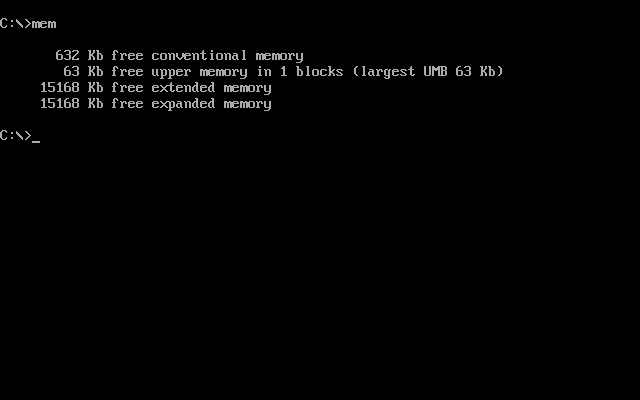 C:\>mem
632 Kb free conventional memory
63 Kb free upper memory in 1 blocks (largest UMB 63 Kb)
15168 Kb free extended memory
15168 Kb free expanded memory
C:\>_